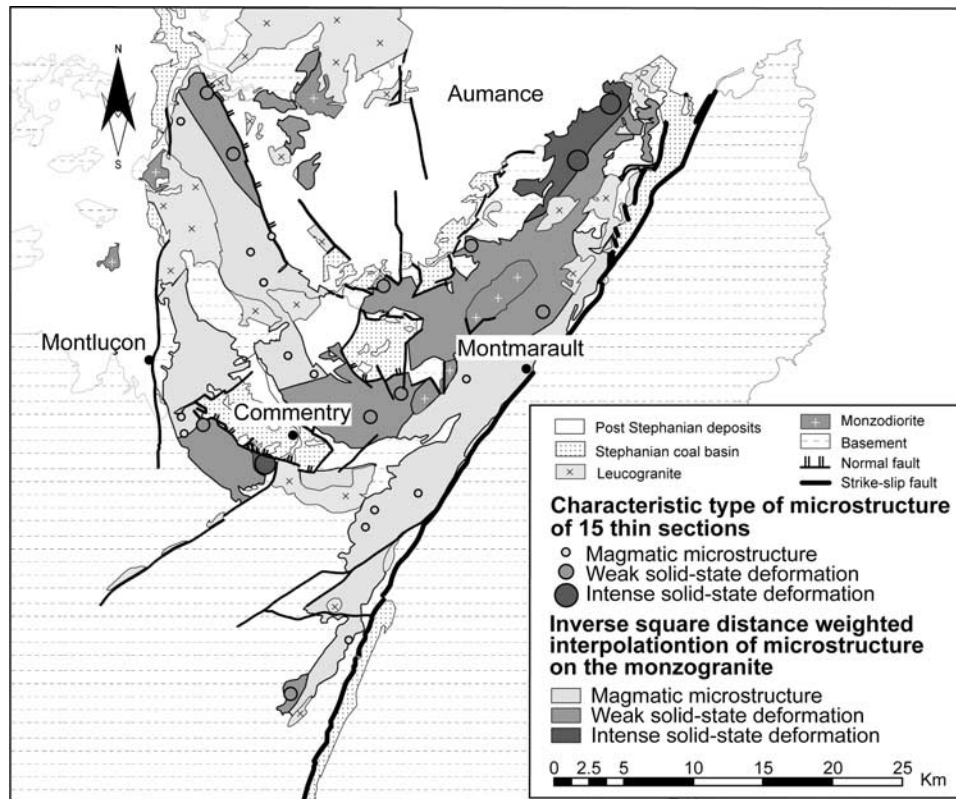 N
S
Aumance
Montluçon
Montmarault
Commentry
Post Stephanian deposits
Stephanian coal basin
Leucogranite
Monzodiorite
Basement
Normal fault
Strike-slip fault
Characteristic type of microstructure
of 15 thin sections
Magmatic microstructure
Weak solid-state deformation
Intense solid-state deformation
Inverse square distance weighted
interpolationtion of microstructure
on the monzogranite
Magmatic microstructure
Weak solid-state deformation
Intense solid-state deformation
0 2.5 5 10 15 20 25 Km